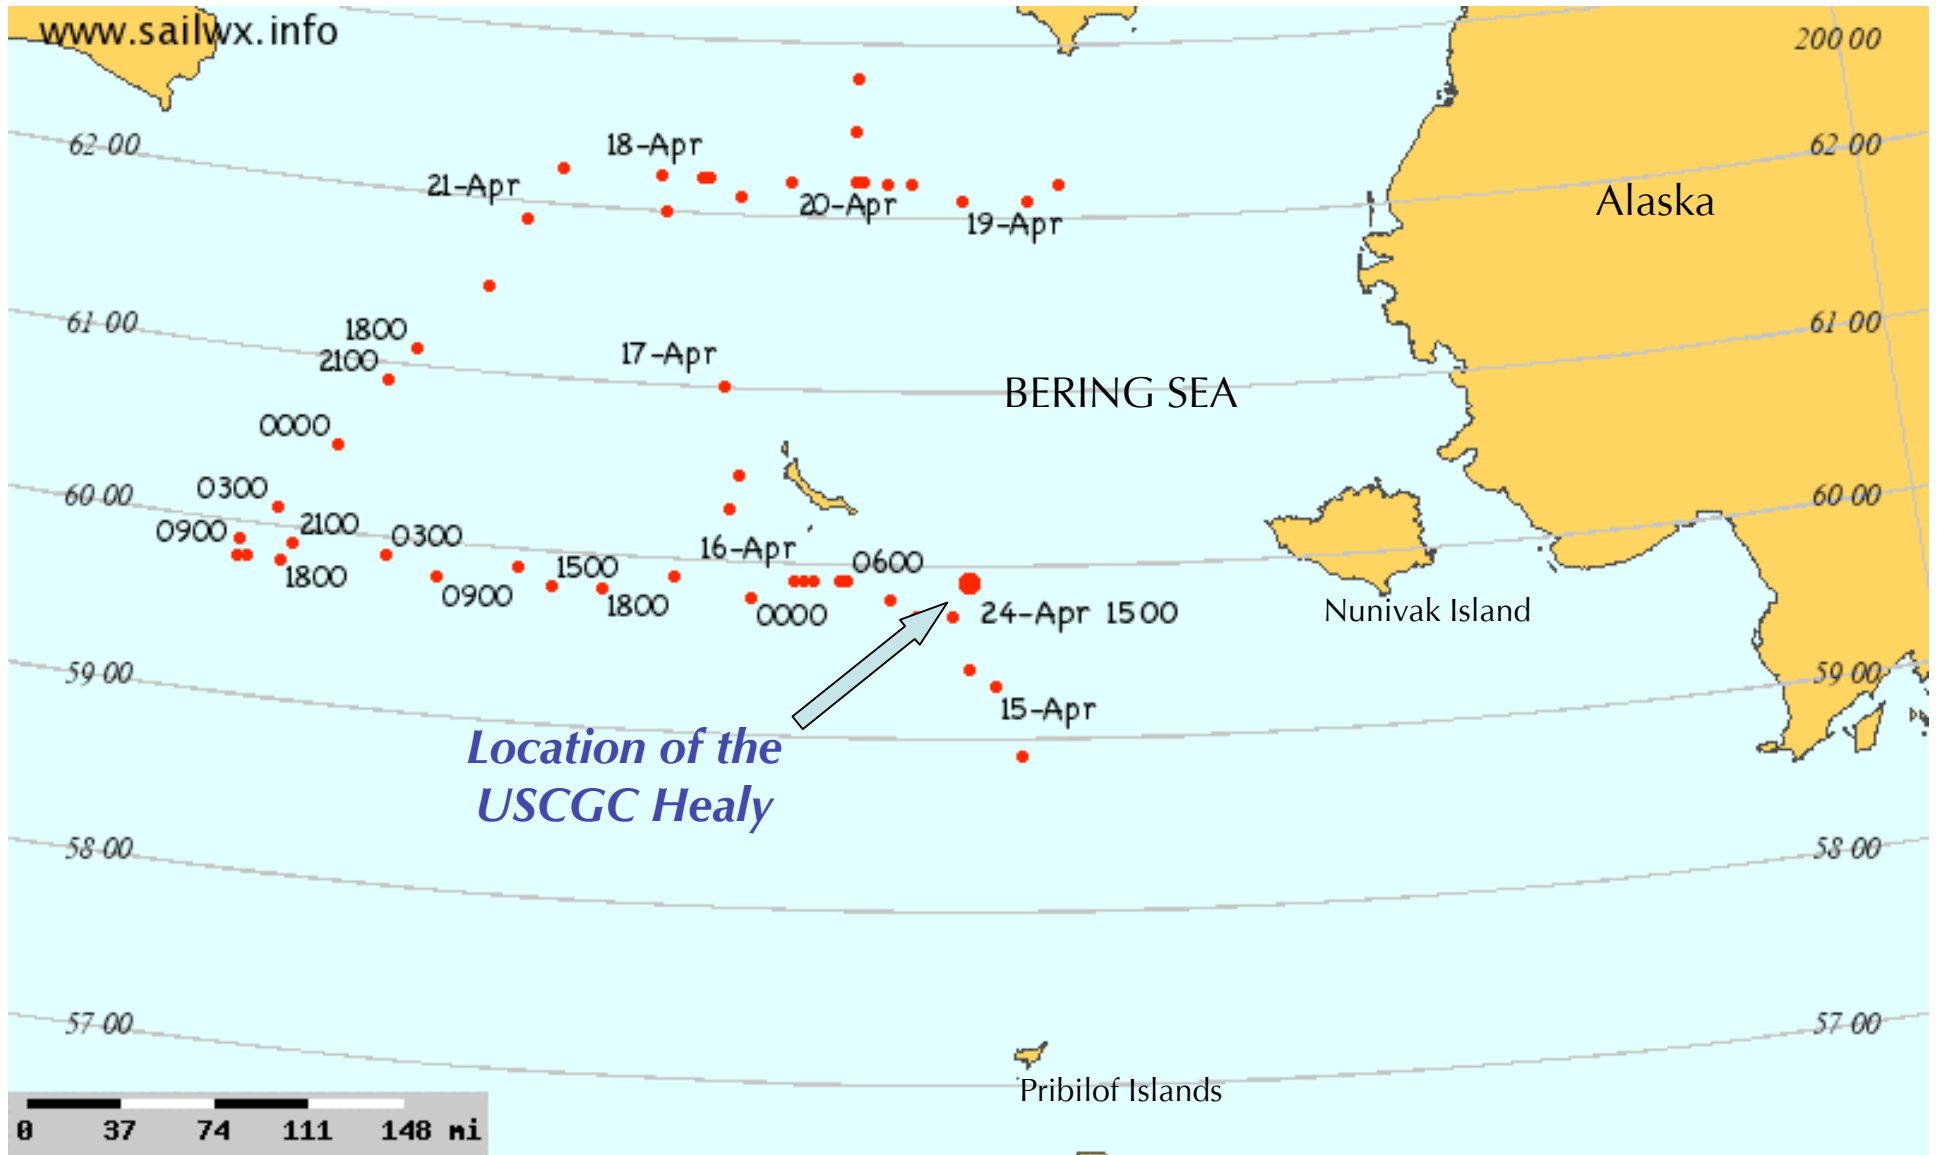 www.sailwx.info
200 00
62 00
18-Apr
62 00
21-Apr
20-Apr
Alaska
19-Apr
61 00
1800
61 00
2100
17-Apr
BERING SEA
0000
0300
60 00
60 00
0900
2100
0300
16-Apr
0600
1800
1500
0900
1800
0000
24-Apr 1500
Nunivak Island
59 00
59 00
15-Apr
Location of the
USCGC Healy
58 00
58 00
57 00
57 00
Pribilof Islands
0 37 74 111 148 mi